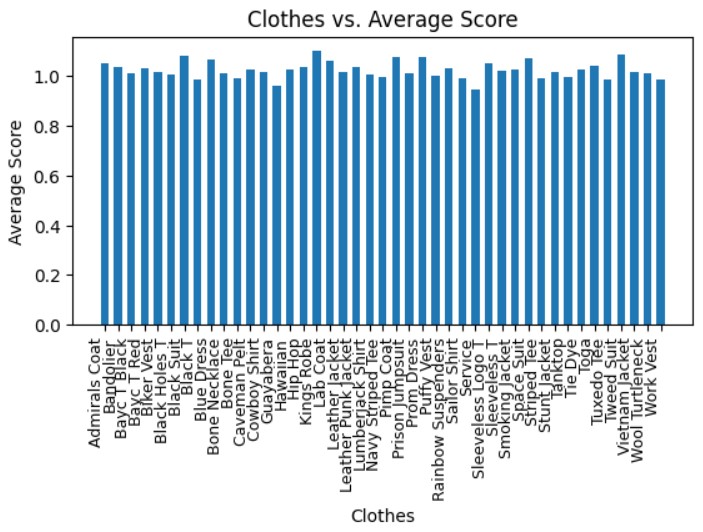 Clothes vs. Average Score
Average Score
1.0
0.8
0.6
0.4
0.2
0.0
Admirals Coat
Bandolier
Bayc T Black
Bayc T Red
Biker Vest
Black Holes T
Black Suit
Black T
Blue Dress
Bone Necklace
Bone Tee
Caveman Pelt
Cowboy Shirt
Guayabera
Hawaiian
Hip Hop
Kings Robe
Lab Coat
Leather Jacket
Leather Punk Jacket
Lumberjack Shirt
Navy Striped Tee
Pimp Coat
Prison Jumpsuit
Prom Dress
Puffy Vest
Rainbow Suspenders
Sailor Shirt
Service
Sleeveless Logo T
Sleeveless T
Smoking Jacket
Space Suit
Striped Tee
Stunt Jacket
Tanktop
Tie Dye
Toga
Tuxedo Tee
Tweed Suit
Vietnam Jacket
Wool Turtleneck
Work Vest
Clothes